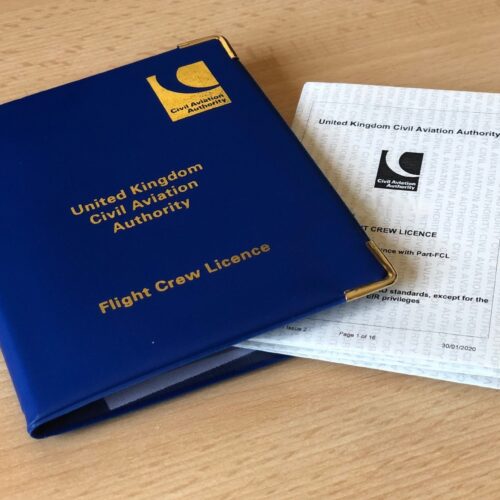 Civil Aviation
Authority
United Kingdom
Civil Aviation
Authority
Flight Crew Licence
United Kingdom Civil Aviation Authority
Civil Aviation
Authority
CREW LICENCE
with Part-FCL
standards, except for the
EIR privileges
Issue 2
Page 1 of 16
30/01/2020